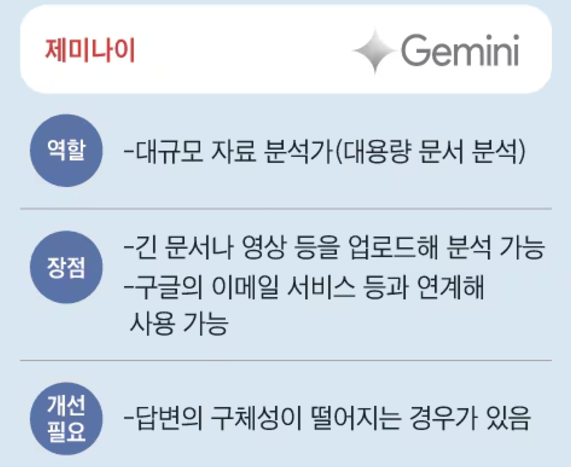 제미나이
Gemini
역할
-대규모 자료 분석가(대용량 문서 분석)
장점
-긴 문서나 영상 등을 업로드해 분석 가능
-구글의 이메일 서비스 등과 연계해
사용 가능
개선
필요
-답변의 구체성이 떨어지는 경우가 있음